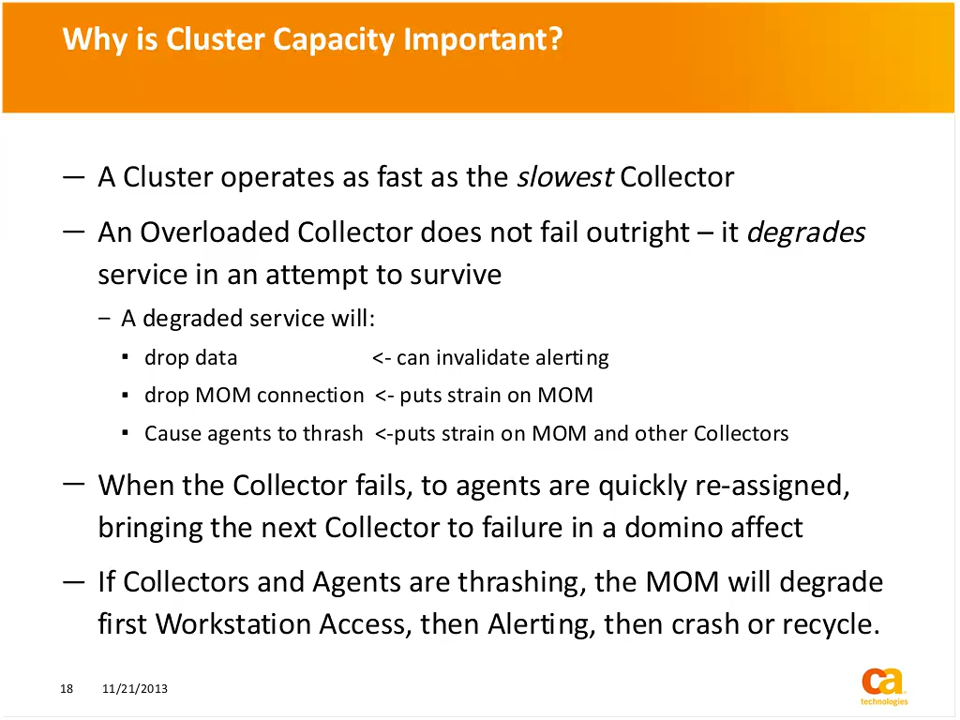 Why is Cluster Capacity Important?
— A Cluster operates as fast as the slowest Collector
— An Overloaded Collector does not fail outright – it degrades
service in an attempt to survive
– A degraded service will:
▪ drop data <- can invalidate alerting
▪ drop MOM connection <- puts strain on MOM
▪ Cause agents to thrash <-puts strain on MOM and other Collectors
— When the Collector fails, to agents are quickly re-assigned,
bringing the next Collector to failure in a domino affect
— If Collectors and Agents are thrashing, the MOM will degrade
first Workstation Access, then Alerting, then crash or recycle.
18 11/21/2013
ca
technologies